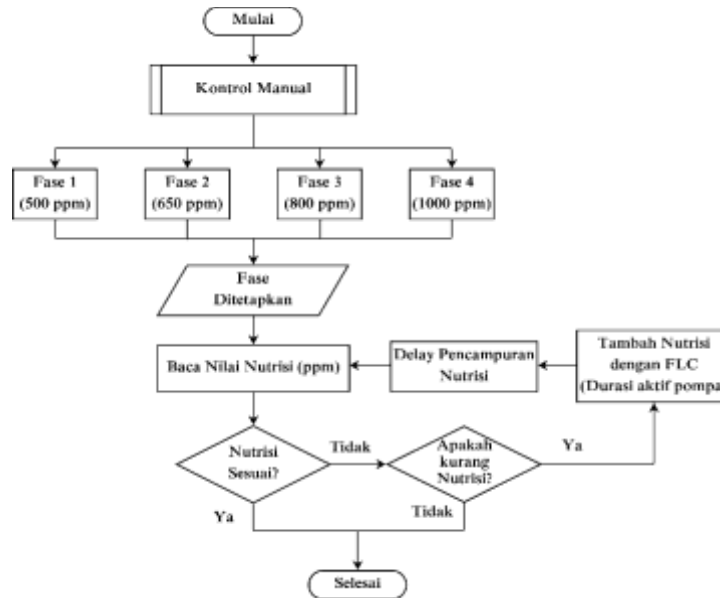 Mulai
Kontrol Manual
Fase 1
(500 ppm)
Fase 2
(650 ppm)
Fase 3
(800 ppm)
Fase 4
(1000 ppm)
Fase
Ditetapkan
Baca Nilai Nutrisi (ppm)
Delay Pencampuran
Nutrisi
Tambah Nutrisi
dengan FLC
(Durasi aktif pompa
Nutrisi
Sesuai?
Tidak
Apakah
kurang
Nutrisi?
Ya
Ya
Tidak
Selesai